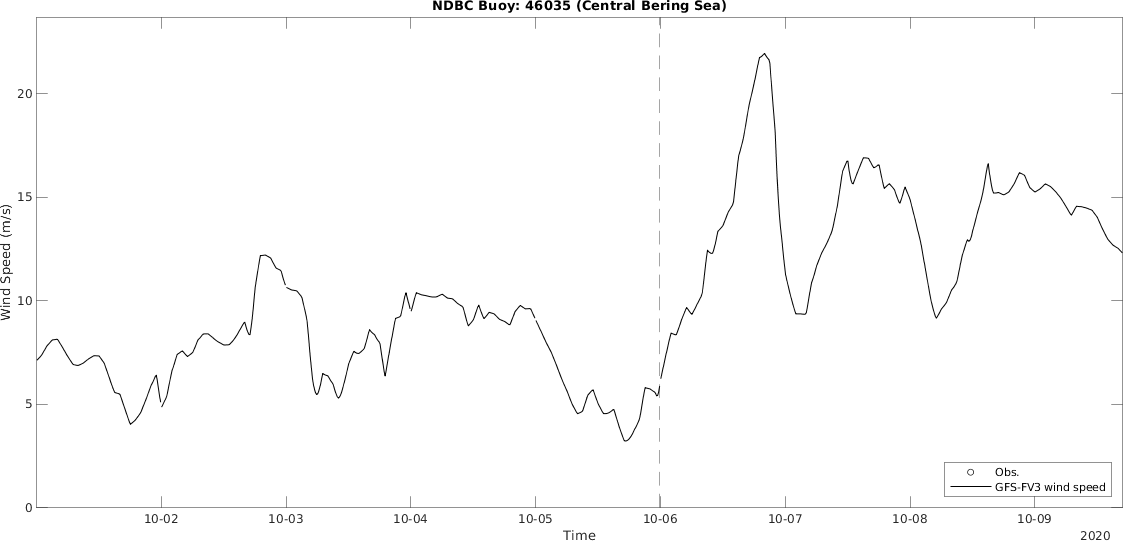 NDBC Buoy: 46035 (Central Bering Sea)
20
15
10
5
0
Wind Speed (m/s)
10-02 10-03 10-04 10-05 10-06 10-07 10-08 10-09
Time
2020
Obs.
GFS-FV3 wind speed